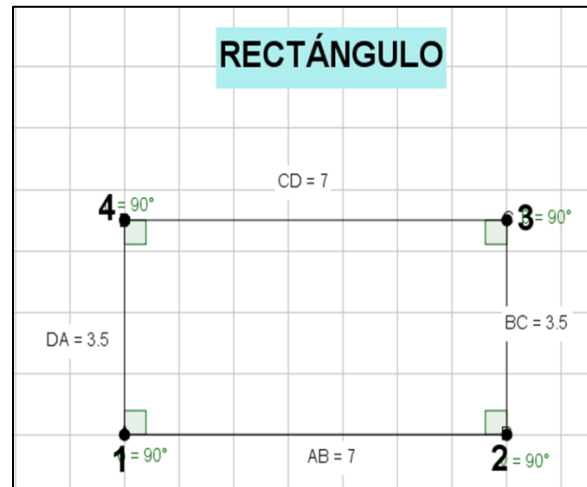 RECTÁNGULO
CD = 7
4 = 90°
3 = 90°
DA = 3.5
BC = 3.5
1 = 90°
AB = 7
2 = 90°